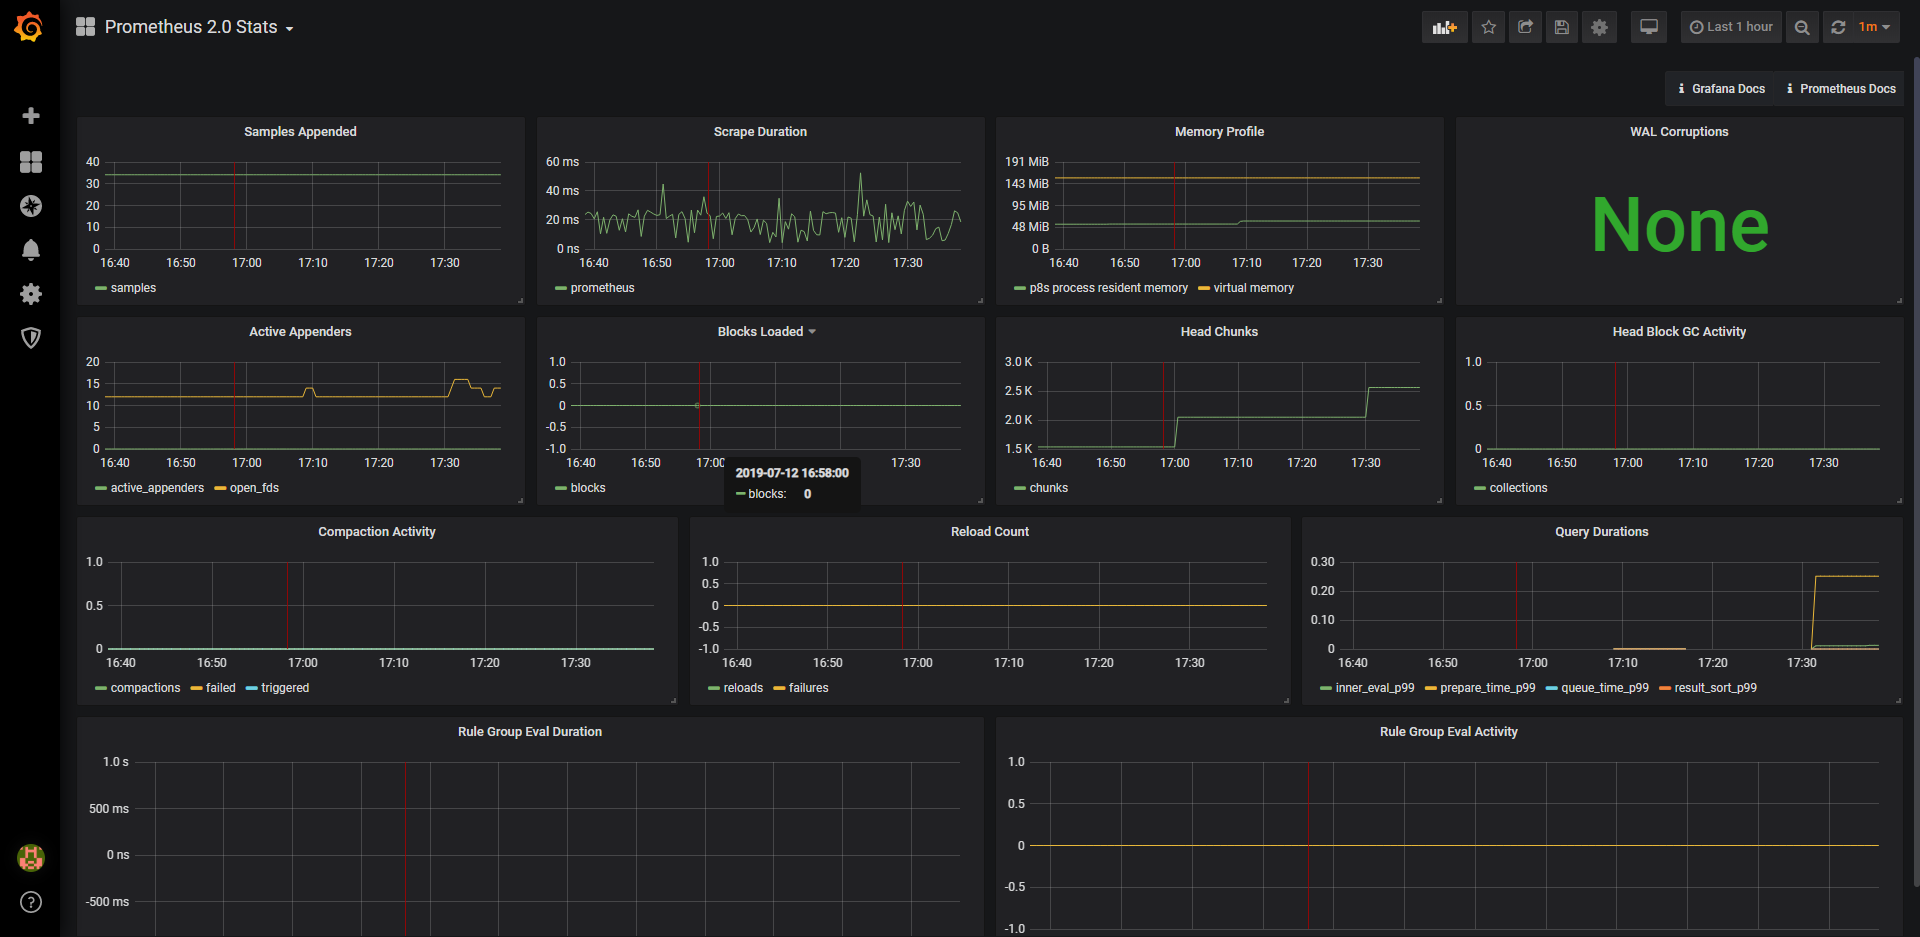 Prometheus 2.0 Stats
Last 1 hour
1m
Grafana Docs
Prometheus Docs
Samples Appended
40
30
20
10
0
16:40 16:50 17:00 17:10 17:20 17:30
samples
Scrape Duration
60 ms
40 ms
20 ms
0 ns
16:40 16:50 17:00 17:10 17:20 17:30
prometheus
Memory Profile
191 MiB
143 MiB
95 MiB
48 MiB
0 B
16:40 16:50 17:00 17:10 17:20 17:30
p8s process resident memory virtual memory
WAL Corruptions
None
Active Appenders
20
15
10
5
0
16:40 16:50 17:00 17:10 17:20 17:30
active_appenders open_fds
Blocks Loaded
1.0
0.5
0
-0.5
-1.0
16:40 16:50 17:00 17:30
blocks
2019-07-12 16:58:00
blocks: 0
Head Chunks
3.0 K
2.5 K
2.0 K
1.5 K
16:40 16:50 17:00 17:10 17:20 17:30
chunks
Head Block GC Activity
1.0
0.5
0
16:40 16:50 17:00 17:10 17:20 17:30
collections
Compaction Activity
1.0
0.5
0
16:40 16:50 17:00 17:10 17:20 17:30
compactions failed triggered
Reload Count
1.0
0.5
0
-0.5
-1.0
16:40 16:50 17:00 17:10 17:20 17:30
reloads failures
Query Durations
0.30
0.20
0.10
0
16:40 16:50 17:00 17:10 17:20 17:30
inner_eval_p99 prepare_time_p99 queue_time_p99 result_sort_p99
Rule Group Eval Duration
1.0 s
500 ms
0 ns
-500 ms
Rule Group Eval Activity
1.0
0.5
0
-0.5
-1.0